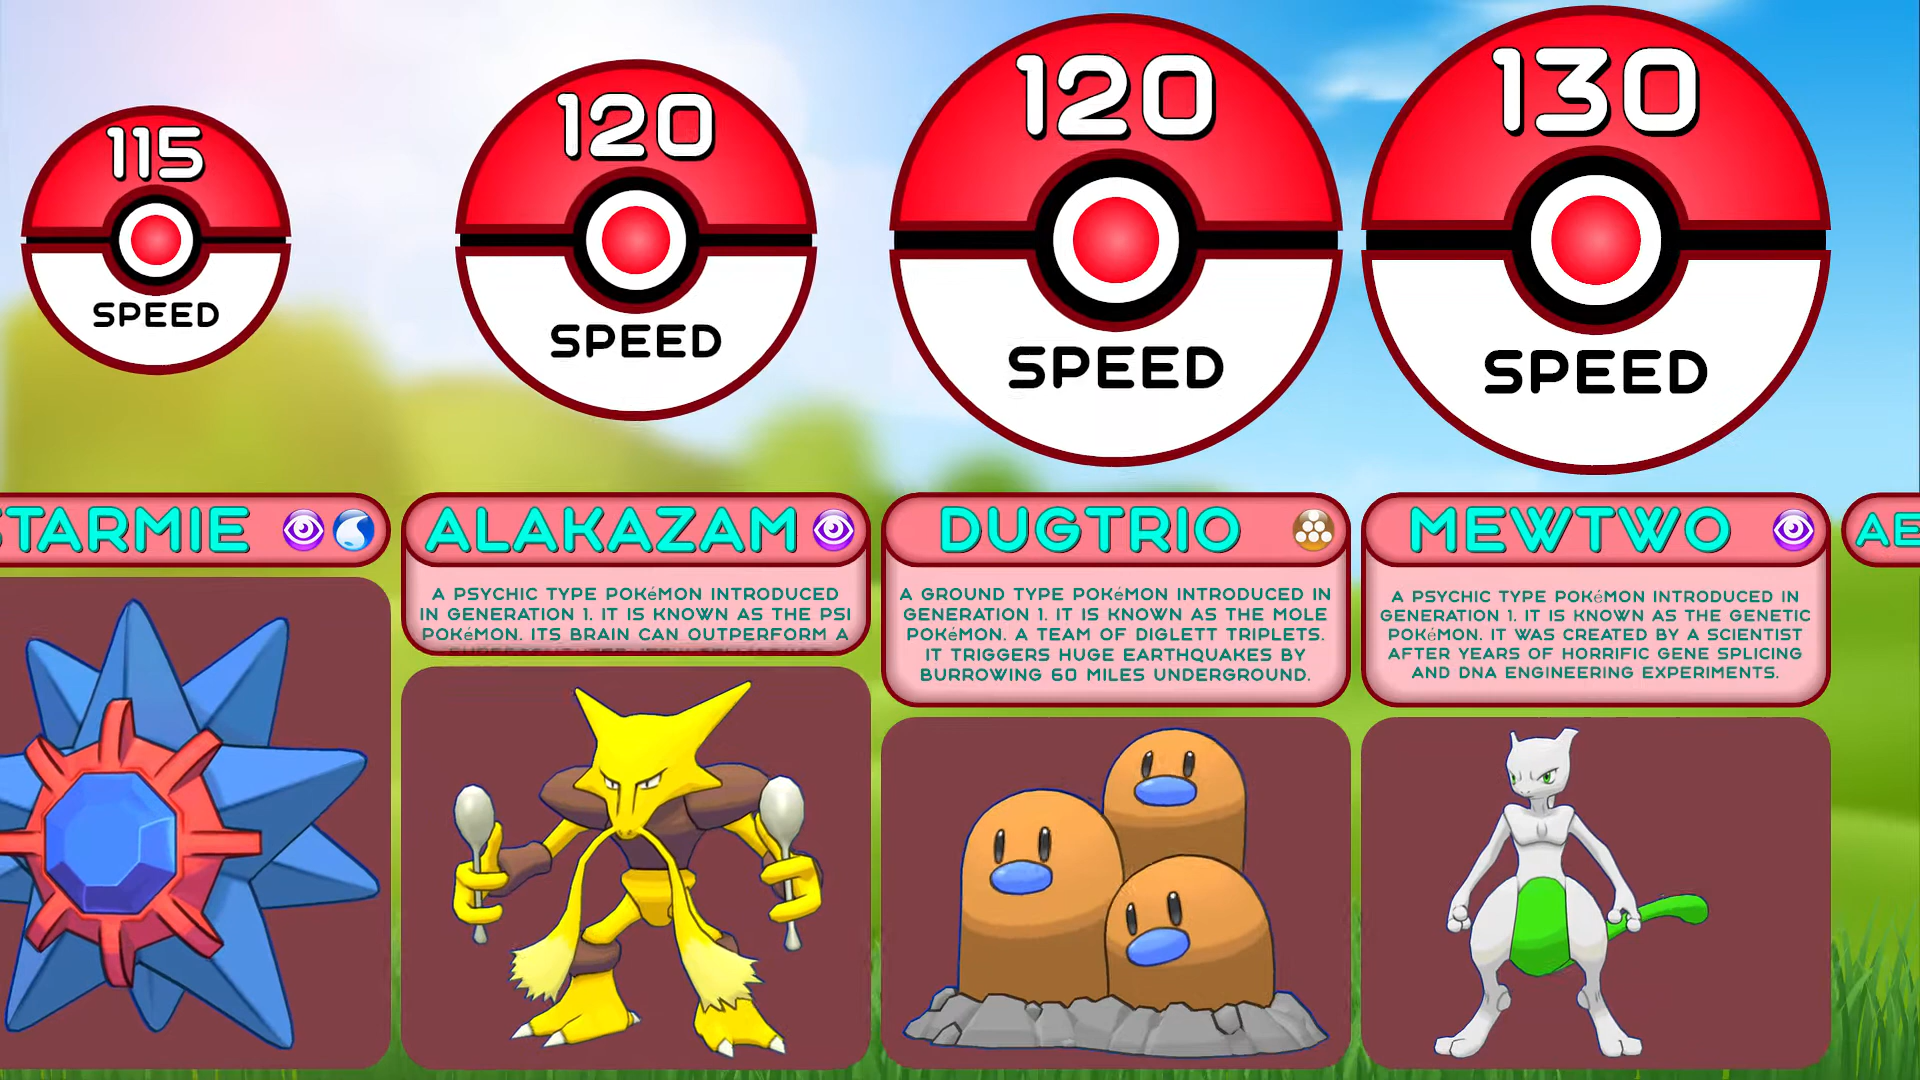 115
SPEED
120
SPEED
120
SPEED
130
SPEED
STARMIE
ALAKAZAM
A PSYCHIC TYPE POKéMON INTRODUCED
IN GENERATION 1. IT IS KNOWN AS THE PSI
POKéMON. ITS BRAIN CAN OUTPERFORM A
DUGTRIO
A GROUND TYPE POKéMON INTRODUCED IN
GENERATION 1. IT IS KNOWN AS THE MOLE
POKéMON. A TEAM OF DIGLETT TRIPLETS.
IT TRIGGERS HUGE EARTHQUAKES BY
BURROWING 60 MILES UNDERGROUND.
MEWTWO
A PSYCHIC TYPE POKéMON INTRODUCED IN
GENERATION 1. IT IS KNOWN AS THE GENETIC
POKéMON. IT WAS CREATED BY A SCIENTIST
AFTER YEARS OF HORRIFIC GENE SPLICING
AND DNA ENGINEERING EXPERIMENTS.
AE